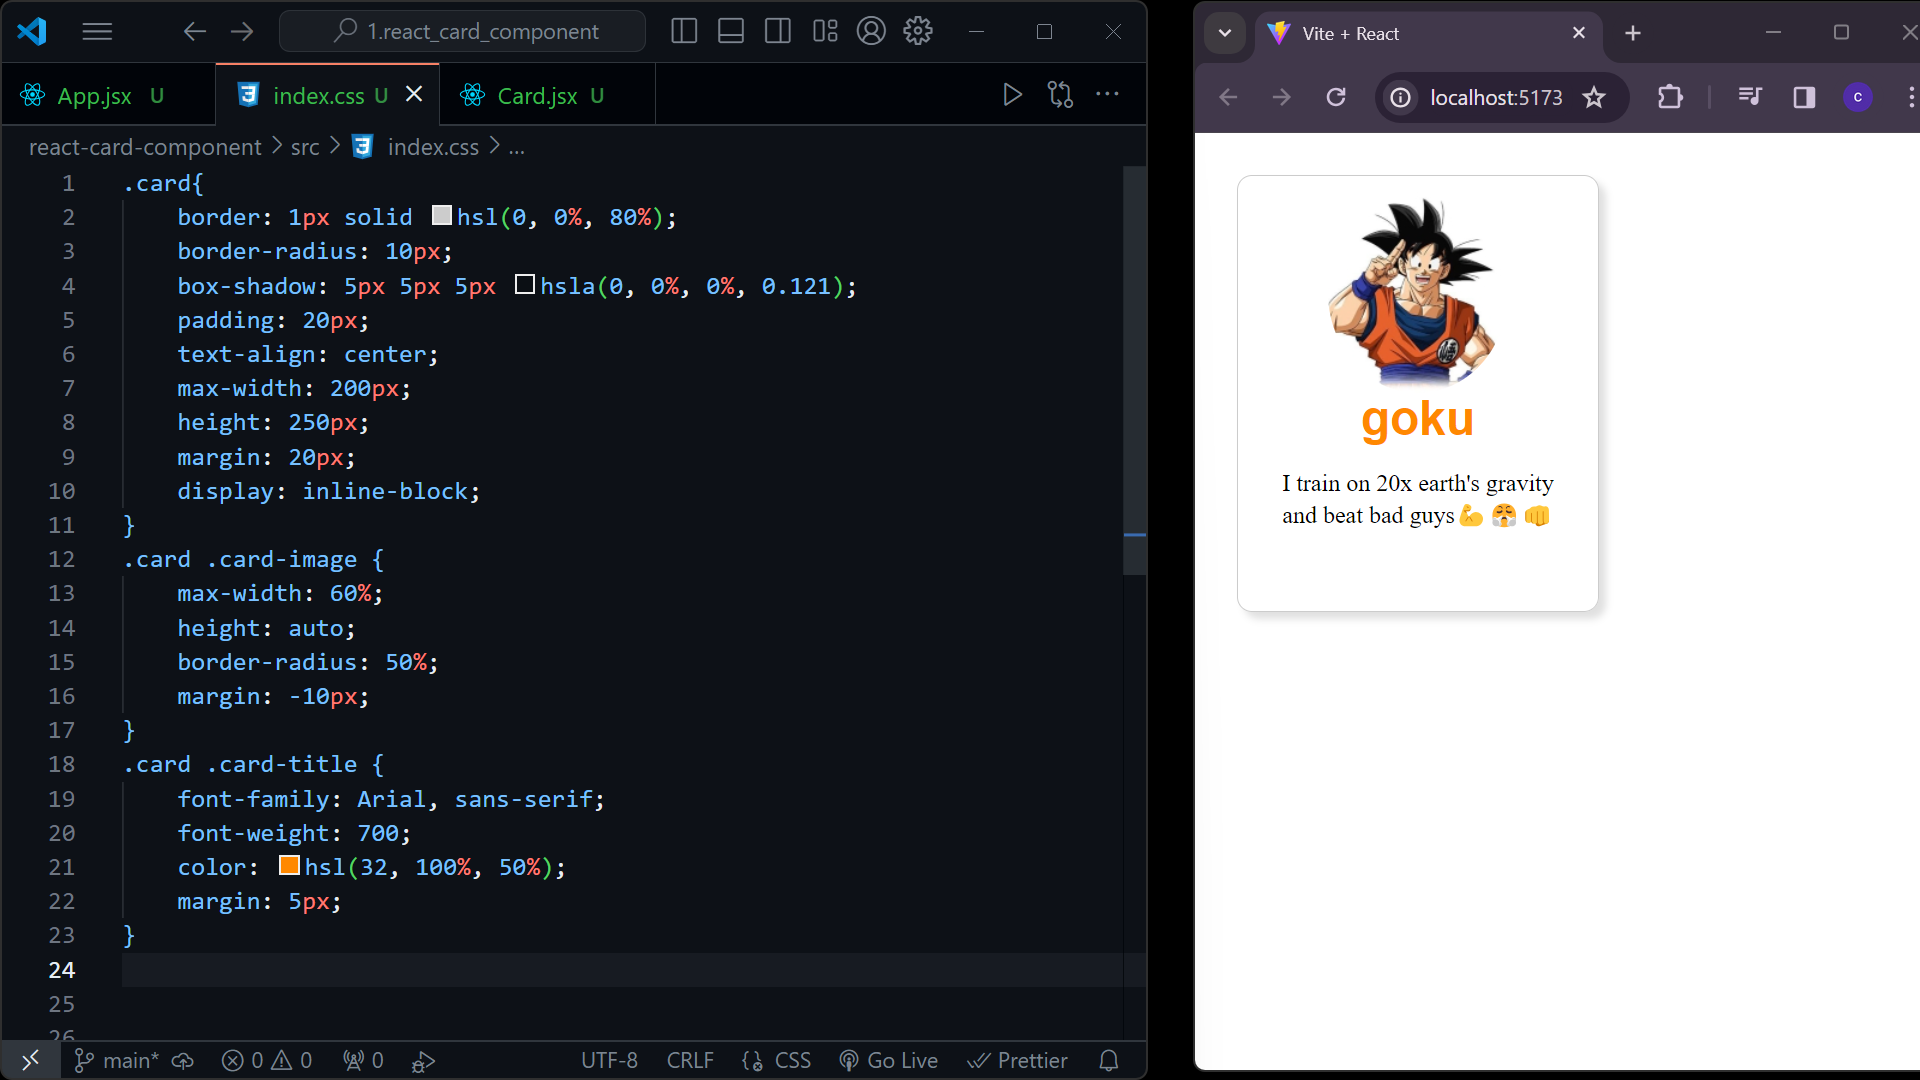 1.react_card_component
App.jsx U
index.css U
Card.jsx U
react-card-component > src > index.css > ...
1 .card{
2 border: 1px solid hsl(0, 0%, 80%);
3 border-radius: 10px;
4 box-shadow: 5px 5px 5px hsla(0, 0%, 0%, 0.121);
5 padding: 20px;
6 text-align: center;
7 max-width: 200px;
8 height: 250px;
9 margin: 20px;
10 display: inline-block;
11 }
12 .card .card-image {
13 max-width: 60%;
14 height: auto;
15 border-radius: 50%;
16 margin: -10px;
17 }
18 .card .card-title {
19 font-family: Arial, sans-serif;
20 font-weight: 700;
21 color: hsl(32, 100%, 50%);
22 margin: 5px;
23 }
24
25
26
main* 0 0 0 UTF-8 CRLF CSS Go Live Prettier
Vite + React
localhost:5173
c
悟
goku
I train on 20x earth's gravity
and beat bad guys💪 😤 👊